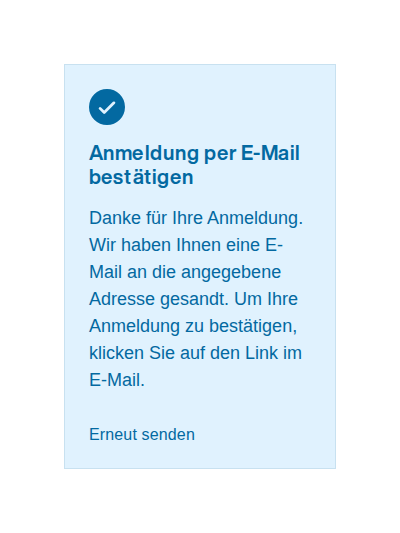 Anmeldung per E-Mail
bestätigen
Danke für Ihre Anmeldung.
Wir haben Ihnen eine E-
Mail an die angegebene
Adresse gesandt. Um Ihre
Anmeldung zu bestätigen,
klicken Sie auf den Link im
E-Mail.
Erneut senden